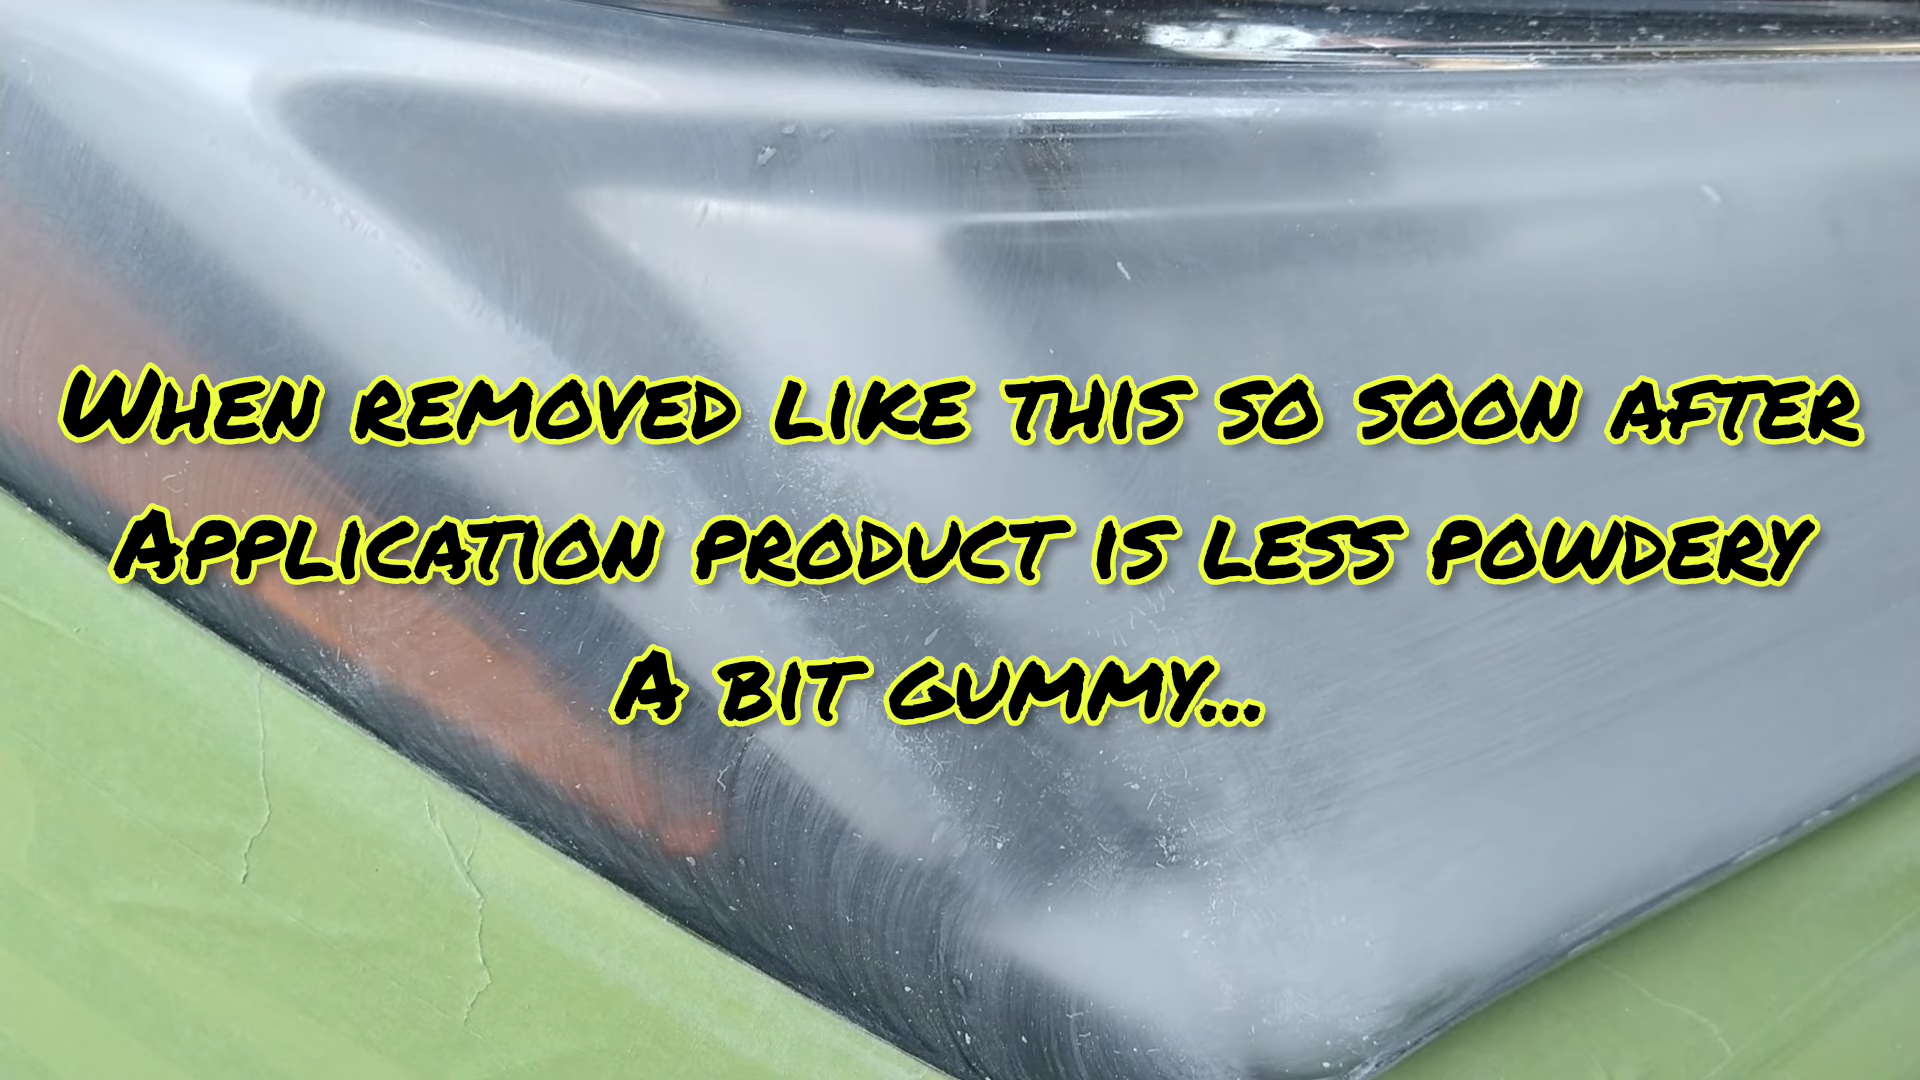 When removed like this so soon after
Application product is less powdery
A bit gummy...